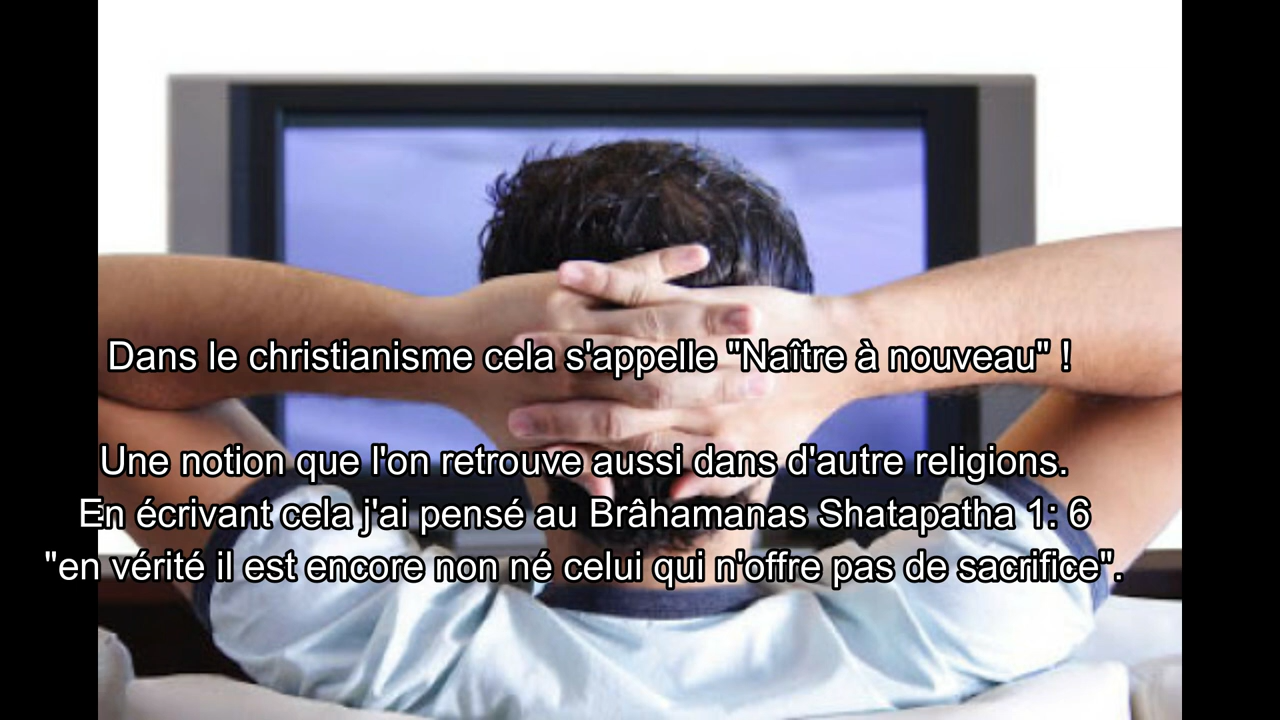 Dans le christianisme cela s'appelle "Naître à nouveau" !
Une notion que l'on retrouve aussi dans d'autre religions.
En écrivant cela j'ai pensé au Brâhamanas Shatapatha 1: 6
"en vérité il est encore non né celui qui n'offre pas de sacrifice".